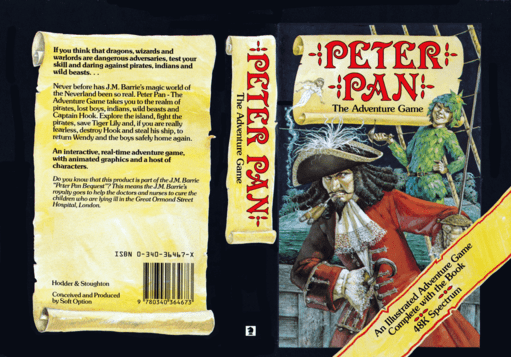 If you think that dragons, wizards and
warlords are dangerous adversaries, test your
skill and daring against pirates, indians and
wild beasts. . .
Never before has J.M. Barrie's magic world of
the Neverland been so real. Peter Pan - The
Adventure Game takes you to the realm of
pirates, lost boys, indians, wild beasts and
Captain Hook. Explore the island, fight the
pirates, save Tiger Lily and, if you are really
fearless, destroy Hook and steal his ship, to
return Wendy and the boys safely home again.
An interactive, real-time adventure game,
with animated graphics and a host of
characters.
Do you know that this product is part of the J.M. Barrie
"Peter Pan Bequest"? This means the J.M. Barrie's
royalty goes to help the doctors and nurses to cure the
children who are lying ill in the Great Ormond Street
Hospital, London.
ISBN 0-340-36467-X
9 780340 364673
Hodder & Stoughton
Conceived and Produced
by Soft Option
PETER PAN
The Adventure Game
PETER
PAN
The Adventure Game
An Illustrated Adventure Game
Complete with the Book
48K Spectrum